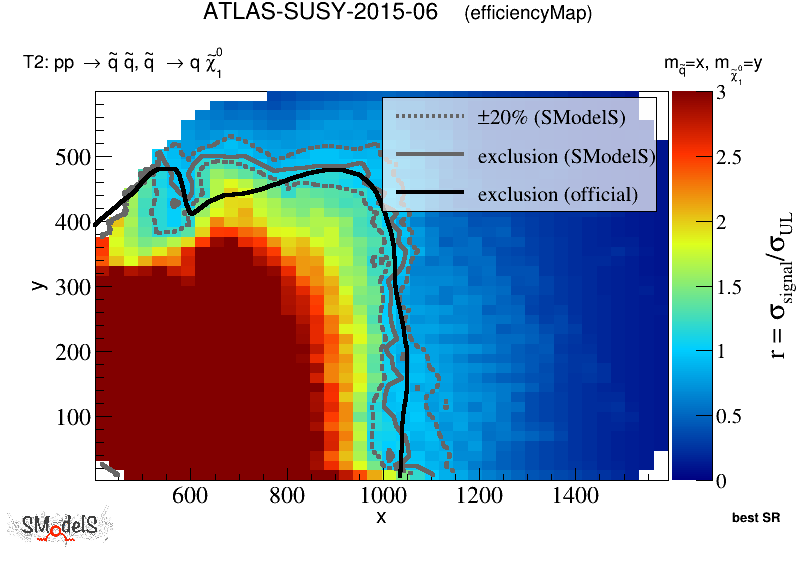 ATLAS-SUSY-2015-06 (efficiencyMap)
T2: pp → q̃ q̃, q̃ → q χ̃₁⁰
m_q̃=x, m_χ̃₁⁰=y
±20% (SModelS)
exclusion (SModelS)
exclusion (official)
500
400
300
200
100
y
600 800 1000 1200 1400
x
3
2.5
2
1.5
1
0.5
0
r = σ_signal/σ_UL
SModelS
best SR